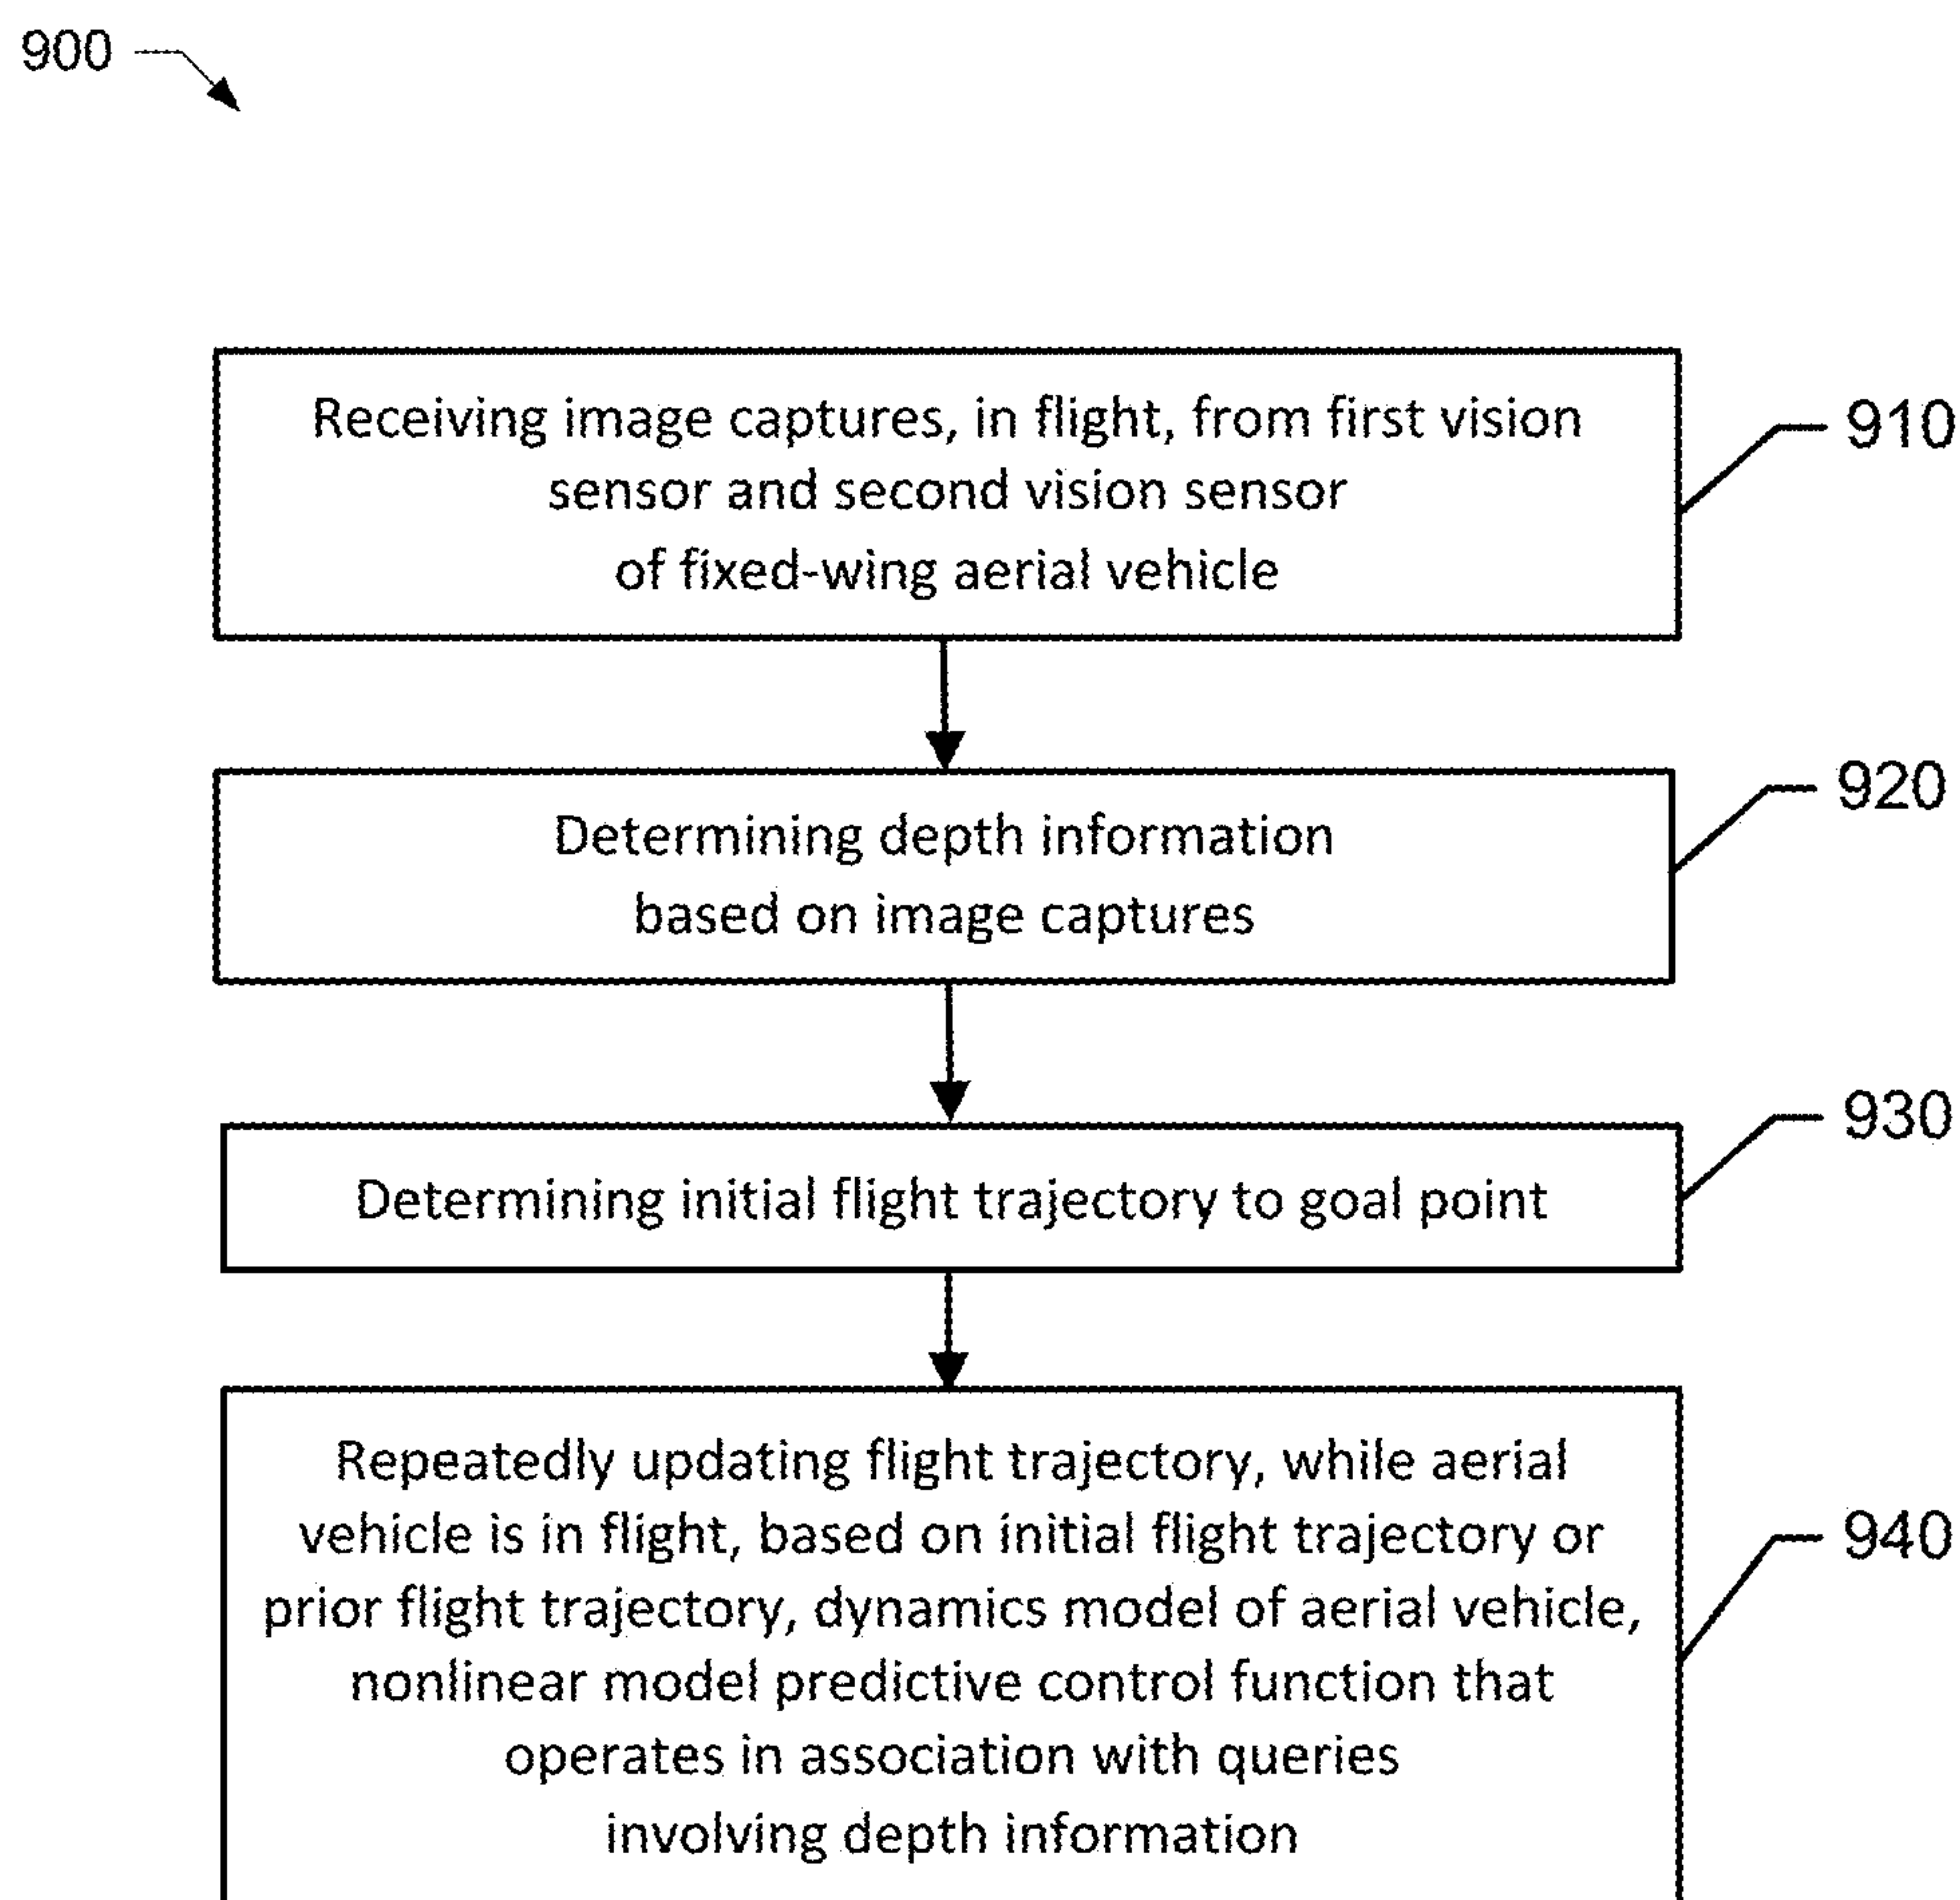 900
Receiving image captures, in flight, from first vision
sensor and second vision sensor
of fixed-wing aerial vehicle
910
Determining depth information
based on image captures
920
Determining initial flight trajectory to goal point
930
Repeatedly updating flight trajectory, while aerial
vehicle is in flight, based on initial flight trajectory or
prior flight trajectory, dynamics model of aerial vehicle,
nonlinear model predictive control function that
operates in association with queries
involving depth information
940